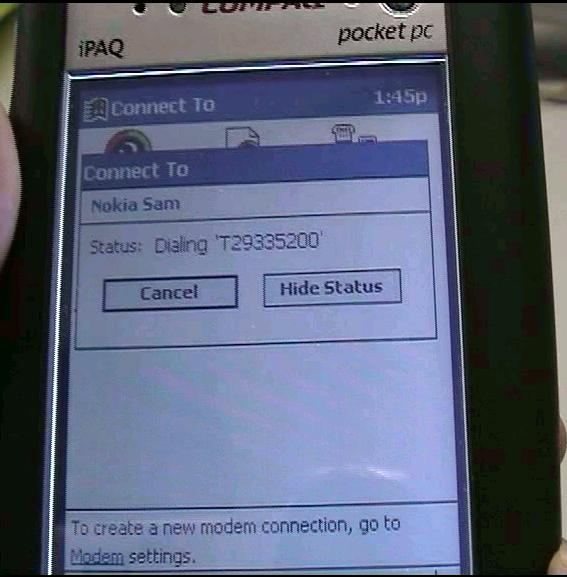 COMPAQ
iPAQ pocket pc
Connect To 1:45p
Connect To
Nokia Sam
Status: Dialing 'T29335200'
Cancel Hide Status
To create a new modem connection, go to
Modem settings.